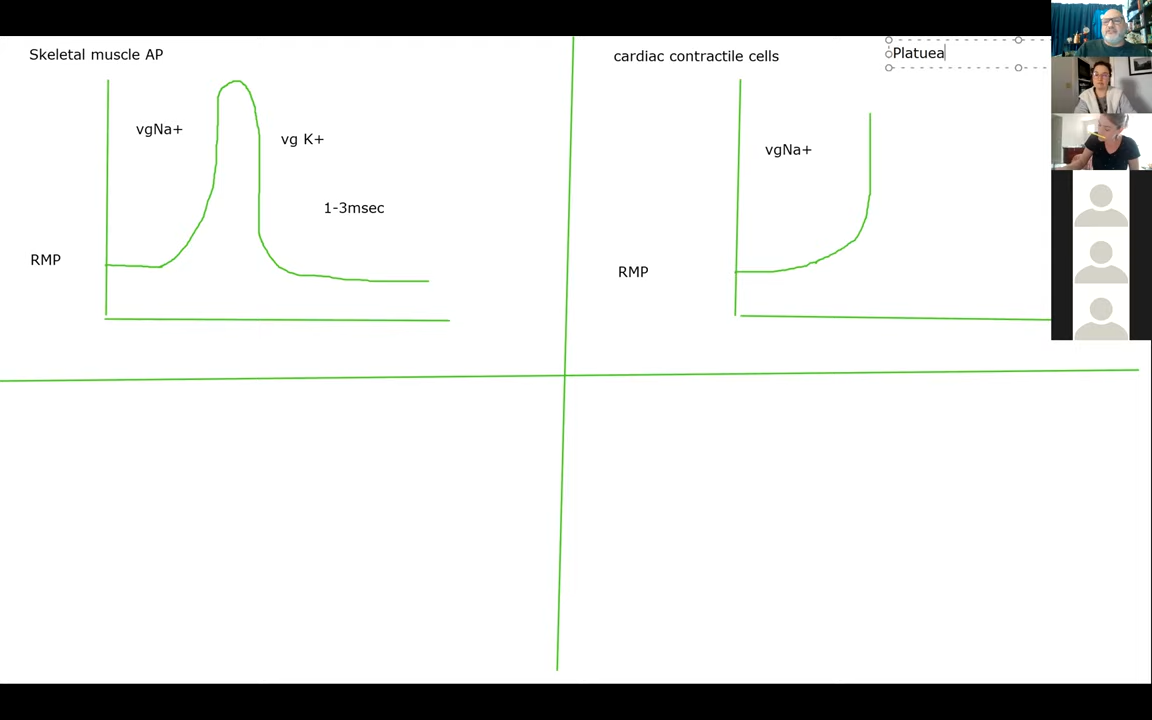 Skeletal muscle AP
vgNa+
vg K+
1-3msec
RMP
cardiac contractile cells
Platuea
vgNa+
RMP